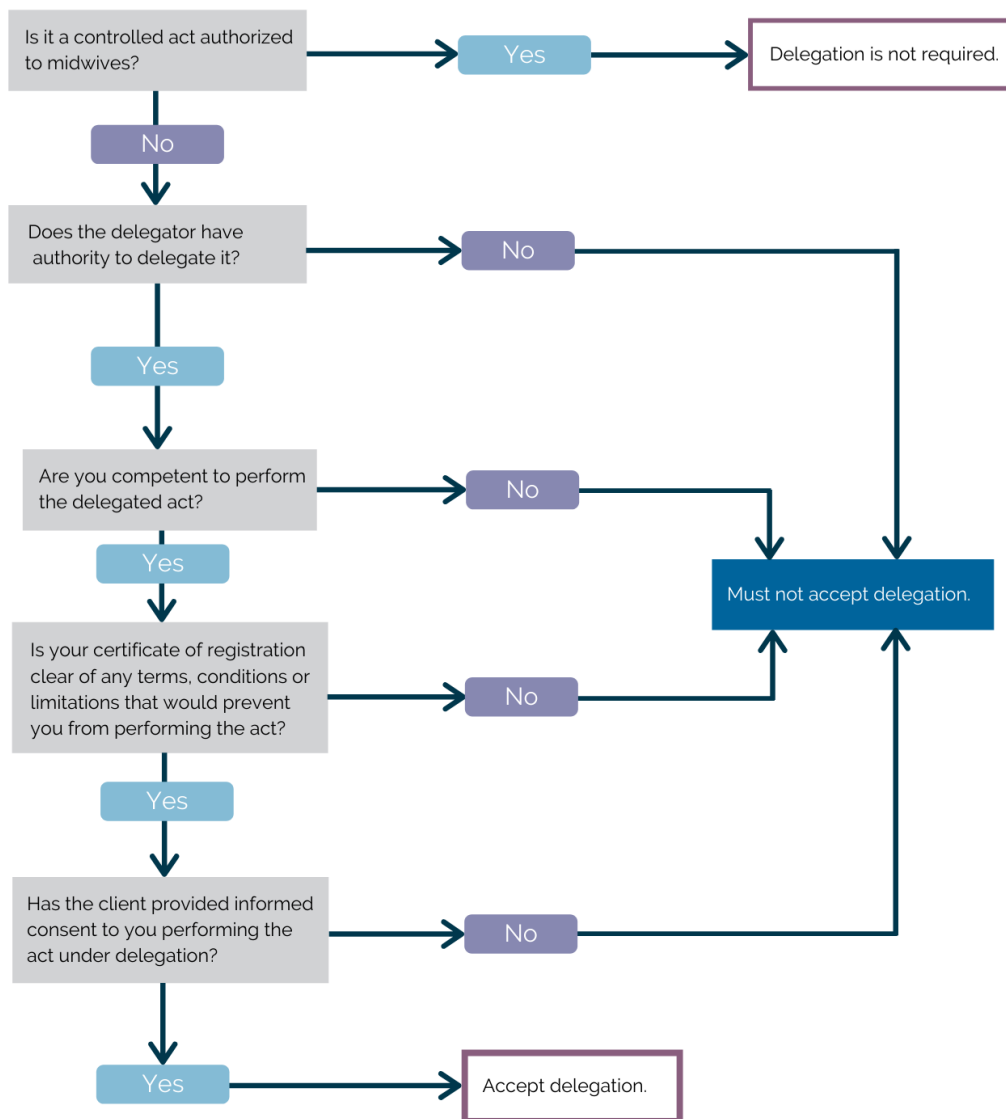 Is it a controlled act authorized
to midwives?
Yes
Delegation is not required.
No
Does the delegator have
authority to delegate it?
No
Yes
Are you competent to perform
the delegated act?
No
Yes
Must not accept delegation.
Is your certificate of registration
clear of any terms, conditions or
limitations that would prevent
you from performing the act?
No
Yes
Has the client provided informed
consent to you performing the
act under delegation?
No
Yes
Accept delegation.